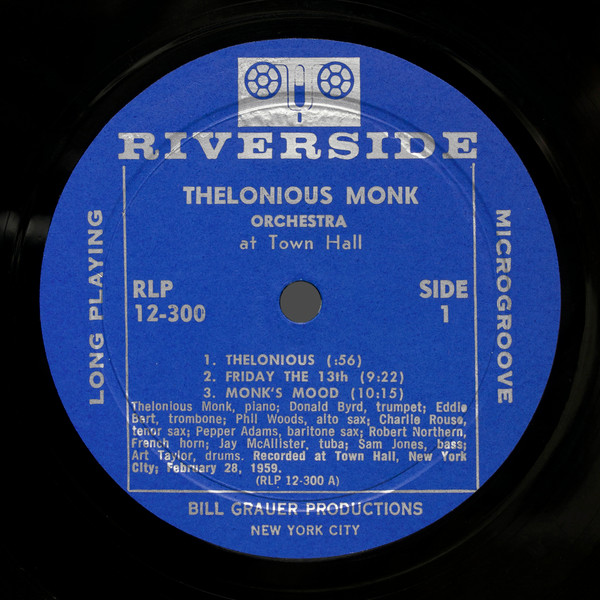 RIVERSIDE
THELONIOUS MONK
ORCHESTRA
at Town Hall
LONG PLAYING
MICROGROOVE
RLP
12-300
SIDE
1
1. THELONIOUS (:56)
2. FRIDAY THE 13th (9:22)
3. MONK'S MOOD (10:15)
Thelonious Monk, piano; Donald Byrd, trumpet; Eddie
Bert, trombone; Phil Woods, alto sax; Charlie Rouse,
tenor sax; Pepper Adams, baritone sax; Robert Northern,
French horn; Jay McAllister, tuba; Sam Jones, bass;
Art Taylor, drums. Recorded at Town Hall, New York
City; February 28, 1959.
(RLP 12-300 A)
BILL GRAUER PRODUCTIONS
NEW YORK CITY